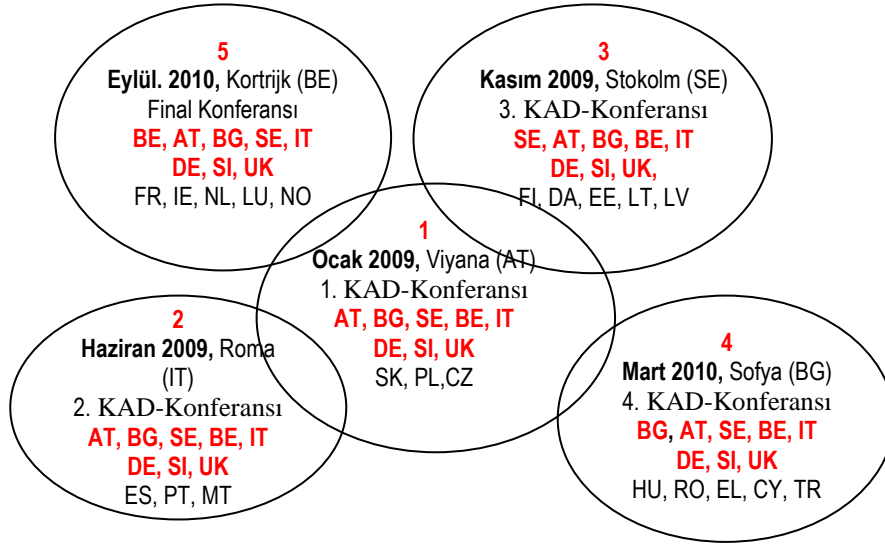 5
Eylül. 2010, Kortrijk (BE)
Final Konferansı
BE, AT, BG, SE, IT
DE, SI, UK
FR, IE, NL, LU, NO
3
Kasım 2009, Stokolm (SE)
3. KAD-Konferansı
SE, AT, BG, BE, IT
DE, SI, UK,
FI, DA, EE, LT, LV
1
Ocak 2009, Viyana (AT)
1. KAD-Konferansı
AT, BG, SE, BE, IT
DE, SI, UK
SK, PL,CZ
2
Haziran 2009, Roma
(IT)
2. KAD-Konferansı
AT, BG, SE, BE, IT
DE, SI, UK
ES, PT, MT
4
Mart 2010, Sofya (BG)
4. KAD-Konferansı
BG, AT, SE, BE, IT
DE, SI, UK
HU, RO, EL, CY, TR